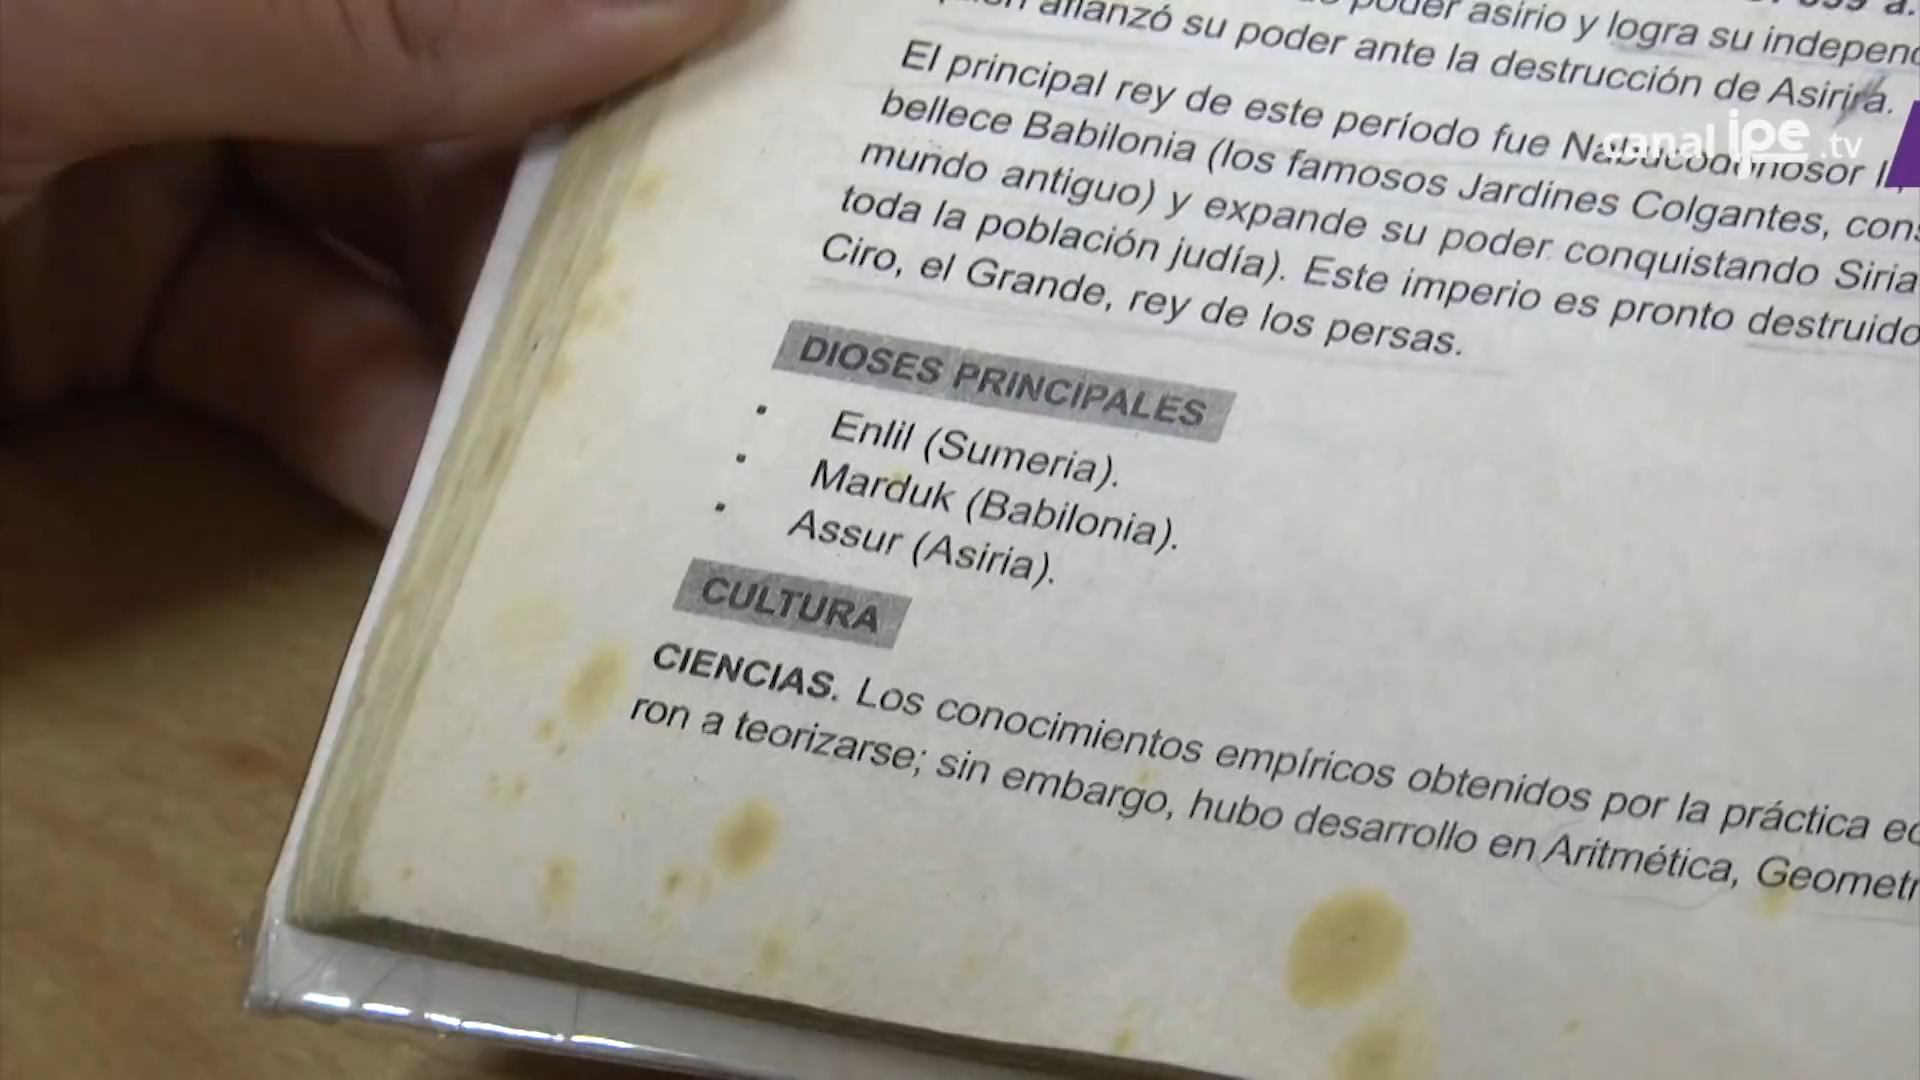 afianzó su poder ante la destrucción de Asirira.
poder asirio y logra su
El principal rey de este período fue Nabucodonosor
bellece Babilonia (los famosos Jardines Colgantes,
mundo antiguo) y expande su poder conquistando Siria
toda la población judía). Este imperio es pronto destruido
Ciro, el Grande, rey de los persas.
DIOSES PRINCIPALES
▪ Enlil (Sumeria).
▪ Marduk (Babilonia).
▪ Assur (Asiria).
CULTURA
CIENCIAS. Los conocimientos empíricos obtenidos por la práctica
ron a teorizarse; sin embargo, hubo desarrollo en Aritmética, Geometr
canal ipe.tv